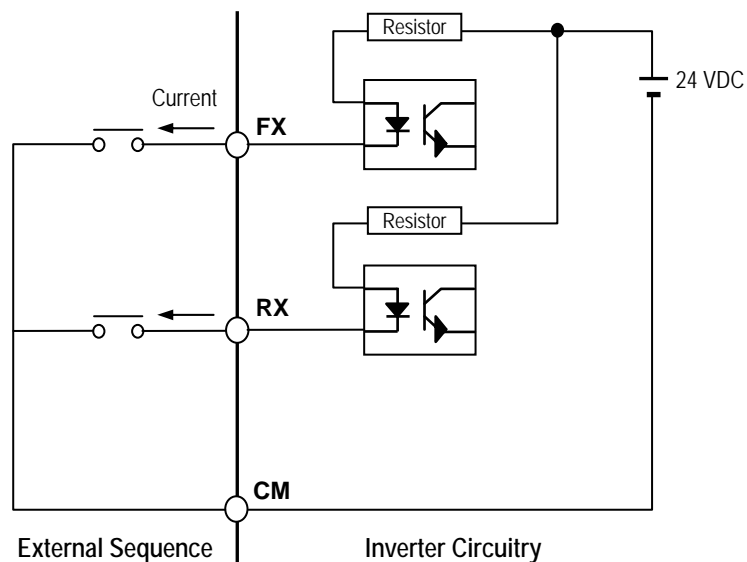 Resistor
24 VDC
Current
FX
Resistor
RX
CM
External Sequence
Inverter Circuitry